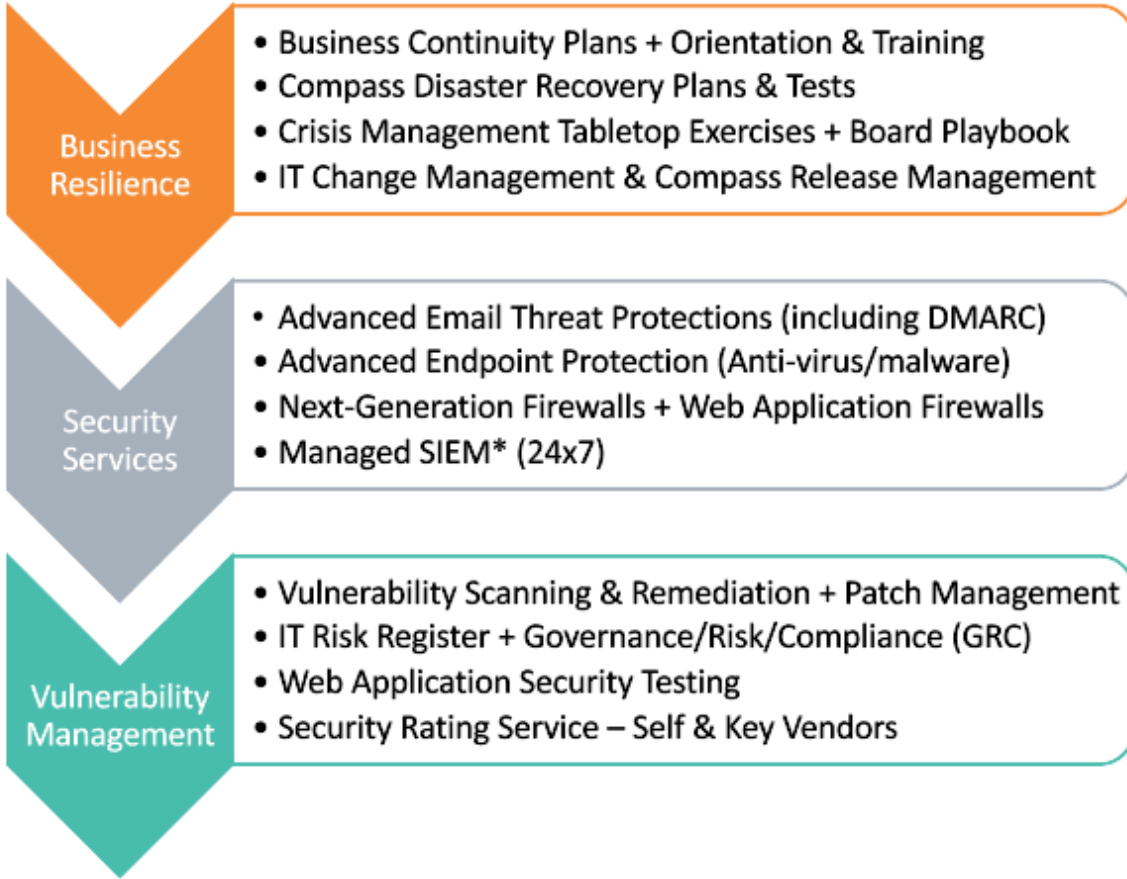 Business
Resilience
• Business Continuity Plans + Orientation & Training
• Compass Disaster Recovery Plans & Tests
• Crisis Management Tabletop Exercises + Board Playbook
• IT Change Management & Compass Release Management
Security
Services
• Advanced Email Threat Protections (including DMARC)
• Advanced Endpoint Protection (Anti-virus/malware)
• Next-Generation Firewalls + Web Application Firewalls
• Managed SIEM* (24x7)
Vulnerability
Management
• Vulnerability Scanning & Remediation + Patch Management
• IT Risk Register + Governance/Risk/Compliance (GRC)
• Web Application Security Testing
• Security Rating Service – Self & Key Vendors